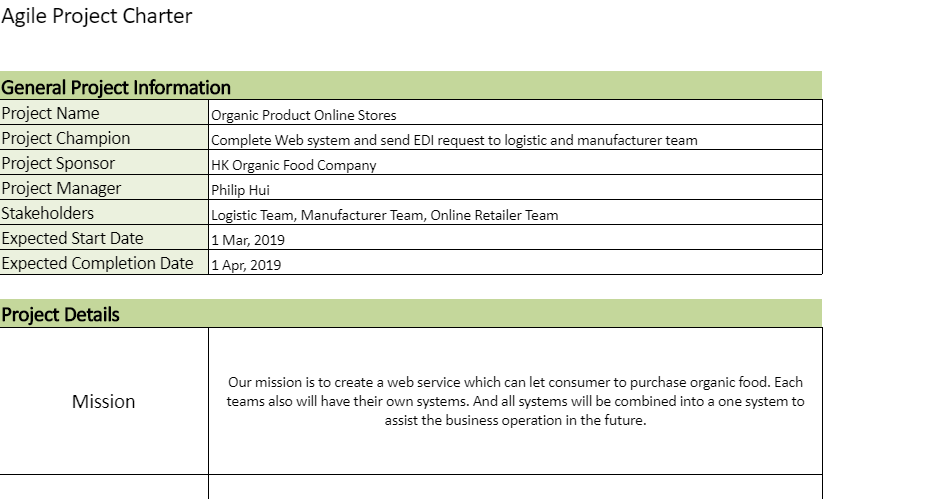 Agile Project Charter
General Project Information
Project Name Organic Product Online Stores
Project Champion Complete Web system and send EDI request to logistic and manufacturer team
Project Sponsor HK Organic Food Company
Project Manager Philip Hui
Stakeholders Logistic Team, Manufacturer Team, Online Retailer Team
Expected Start Date 1 Mar, 2019
Expected Completion Date 1 Apr, 2019
Project Details
Mission
Our mission is to create a web service which can let consumer to purchase organic food. Each
teams also will have their own systems. And all systems will be combined into a one system to
assist the business operation in the future.